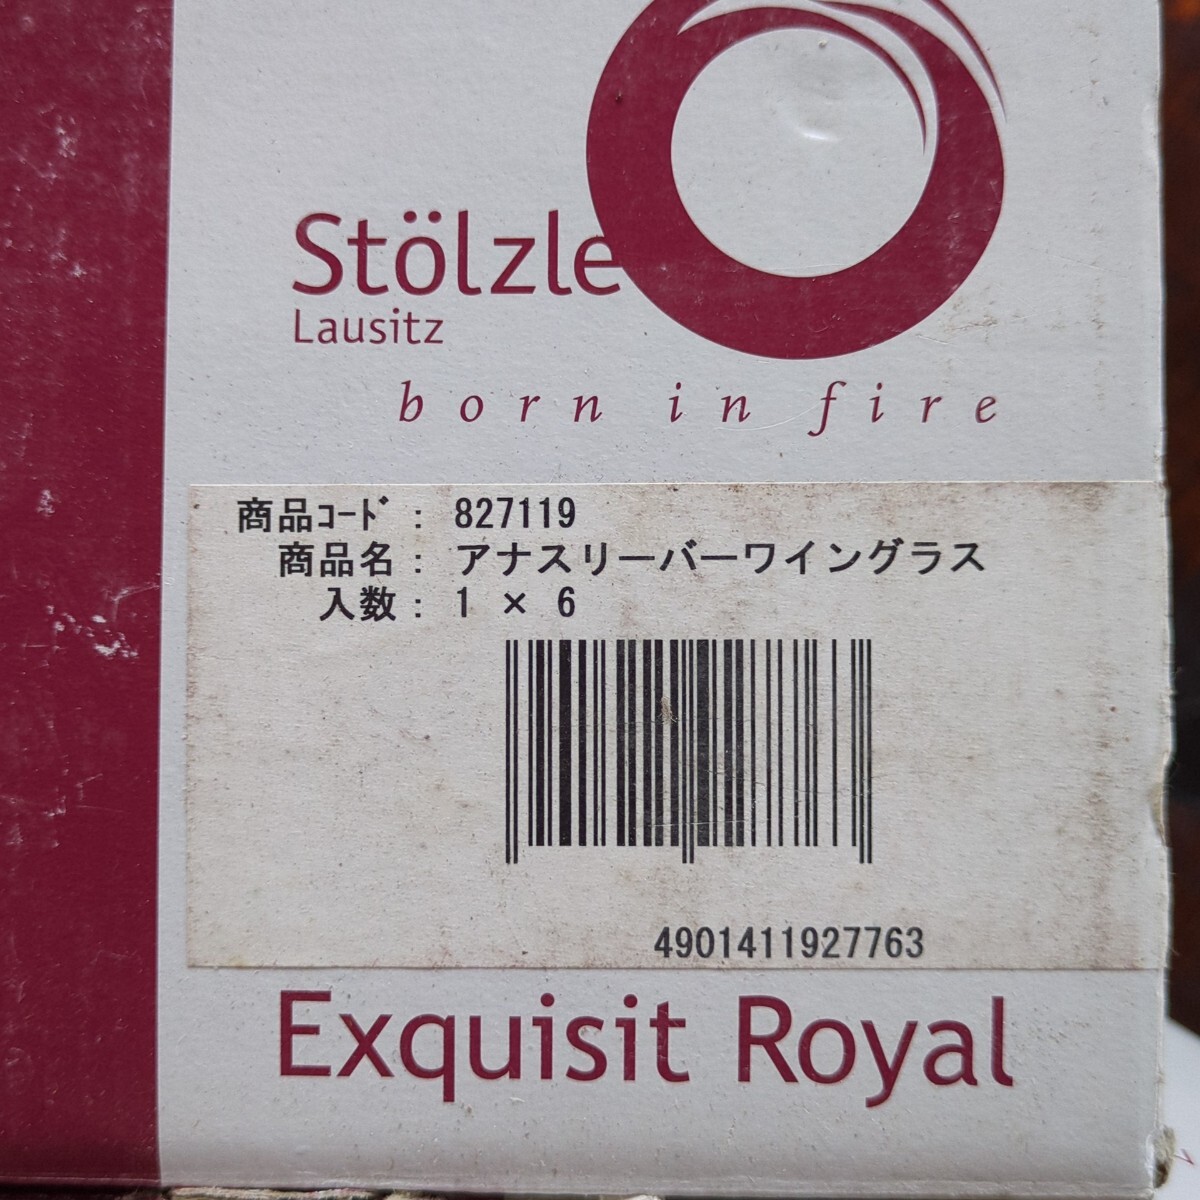 Stölzle
Lausitz
born in fire
商品ｺｰﾄﾞ : 827119
商品名 : アナスリーバーワイングラス
入数 : 1 × 6
4901411927763
Exquisit Royal